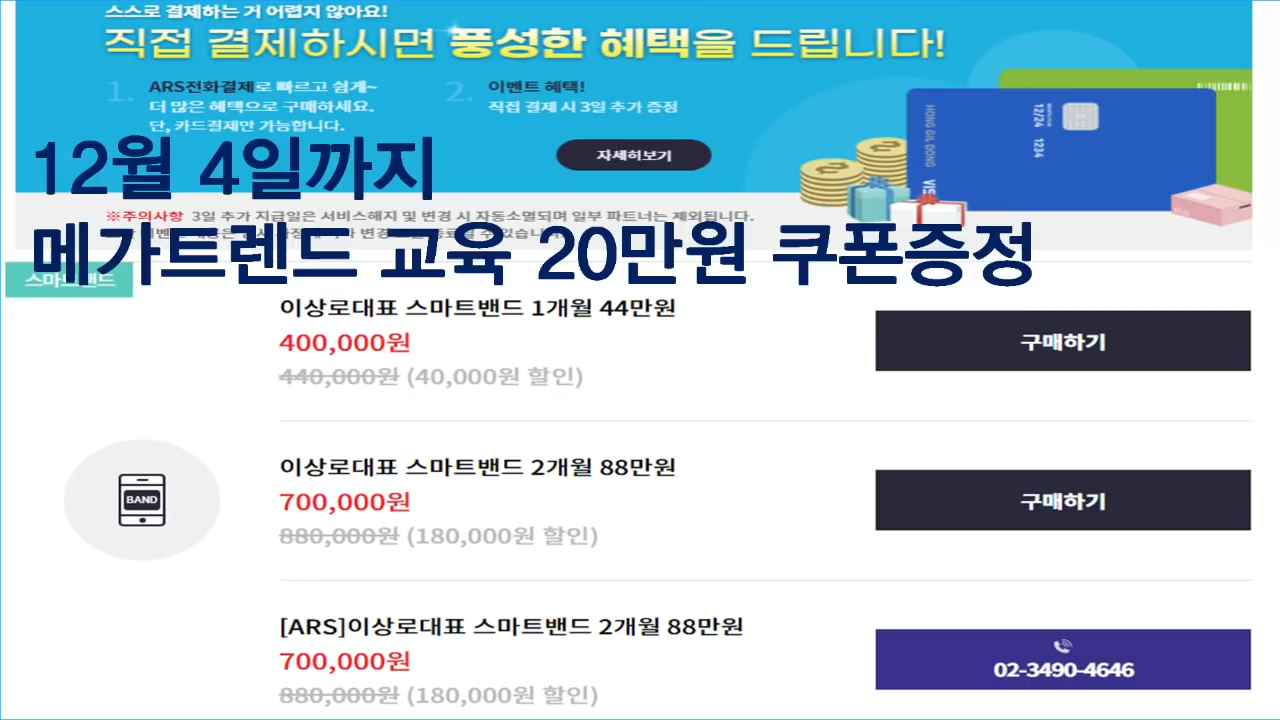 스스로 결제하는 거 어렵지 않아요!
직접 결제하시면 풍성한 혜택을 드립니다!
1. ARS전화결제로 빠르고 쉽게~
더 많은 혜택으로 구매하세요.
단, 카드결제만 가능합니다.
2. 이벤트 혜택!
직접 결제 시 3일 추가 증정
자세히보기
HONG GIL DONG
12/24 1234
VIS
12월 4일까지
※주의사항 3일 추가 지급일은 서비스해지 및 변경 시 자동소멸되며 일부 파트너는 제외됩니다.
메가트렌드 교육 20만원 쿠폰증정
스마트밴드
이상로대표 스마트밴드 1개월 44만원
400,000원
440,000원 (40,000원 할인)
구매하기
BAND
이상로대표 스마트밴드 2개월 88만원
700,000원
880,000원 (180,000원 할인)
구매하기
[ARS]이상로대표 스마트밴드 2개월 88만원
700,000원
880,000원 (180,000원 할인)
02-3490-4646